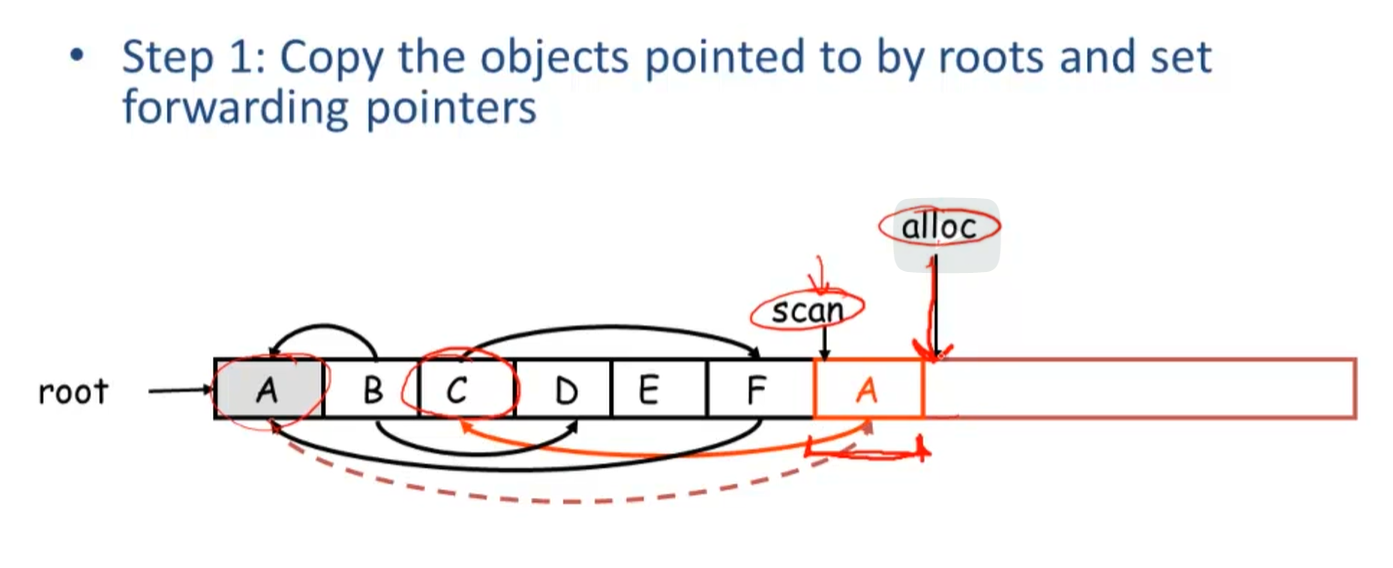 • Step 1: Copy the objects pointed to by roots and set
forwarding pointers
alloc
scan
root A B C D E F A